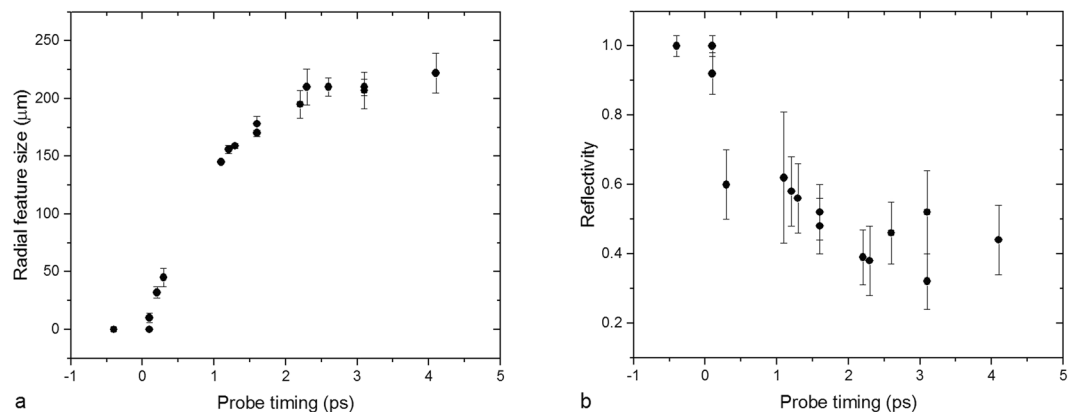 250
200
150
100
50
0
Radial feature size (μm)
-1 0 1 2 3 4 5
Probe timing (ps)
a
1.0
0.8
0.6
0.4
0.2
Reflectivity
-1 0 1 2 3 4 5
Probe timing (ps)
b